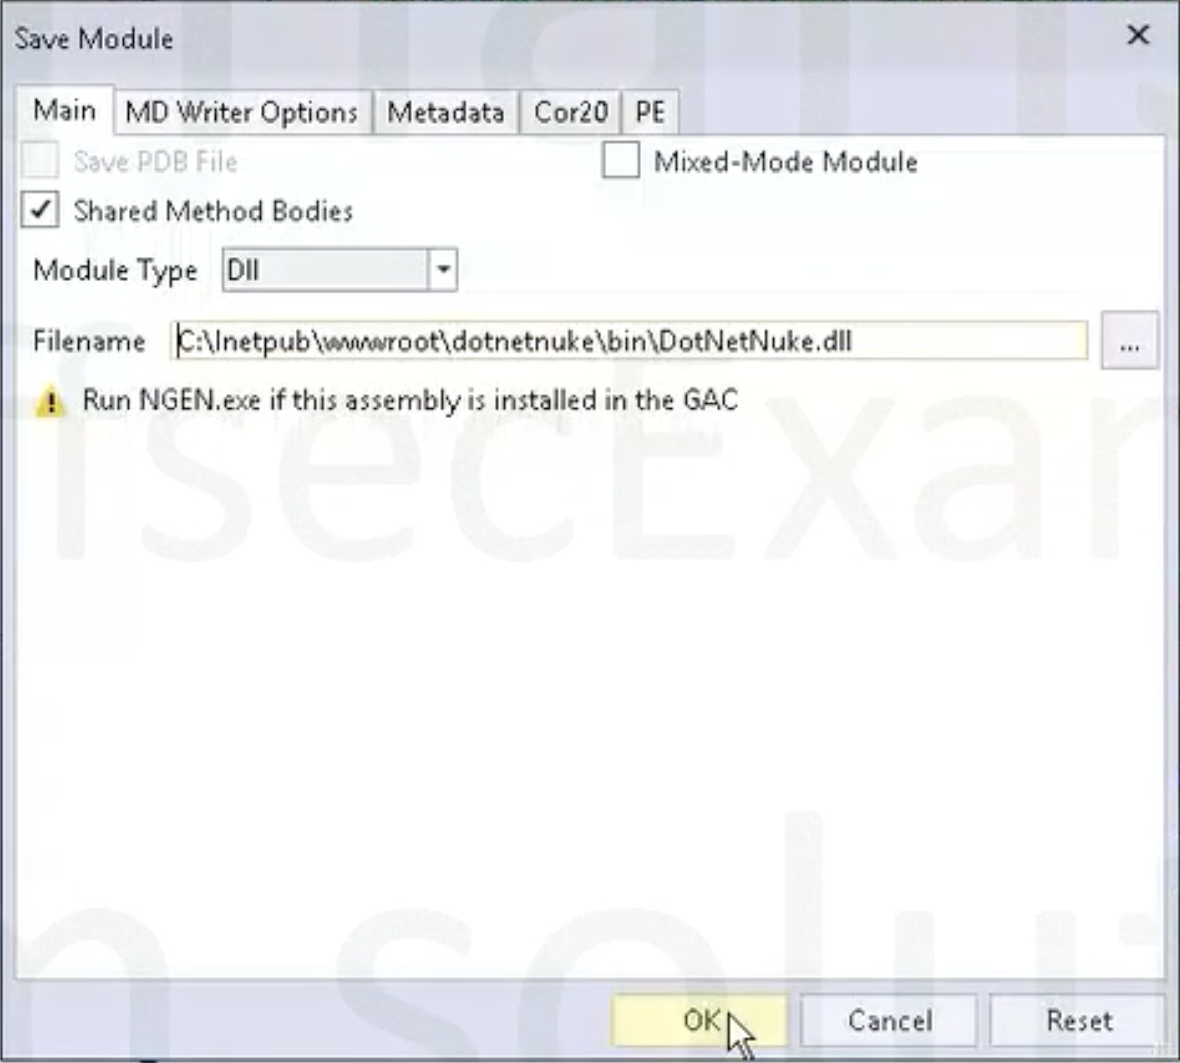 Save Module
Main MD Writer Options Metadata Cor20 PE
Save PDB File Mixed-Mode Module
Shared Method Bodies
Module Type Dll
Filename C:\Inetpub\wwwroot\dotnetnuke\bin\DotNetNuke.dll ...
Run NGEN.exe if this assembly is installed in the GAC
OK Cancel Reset